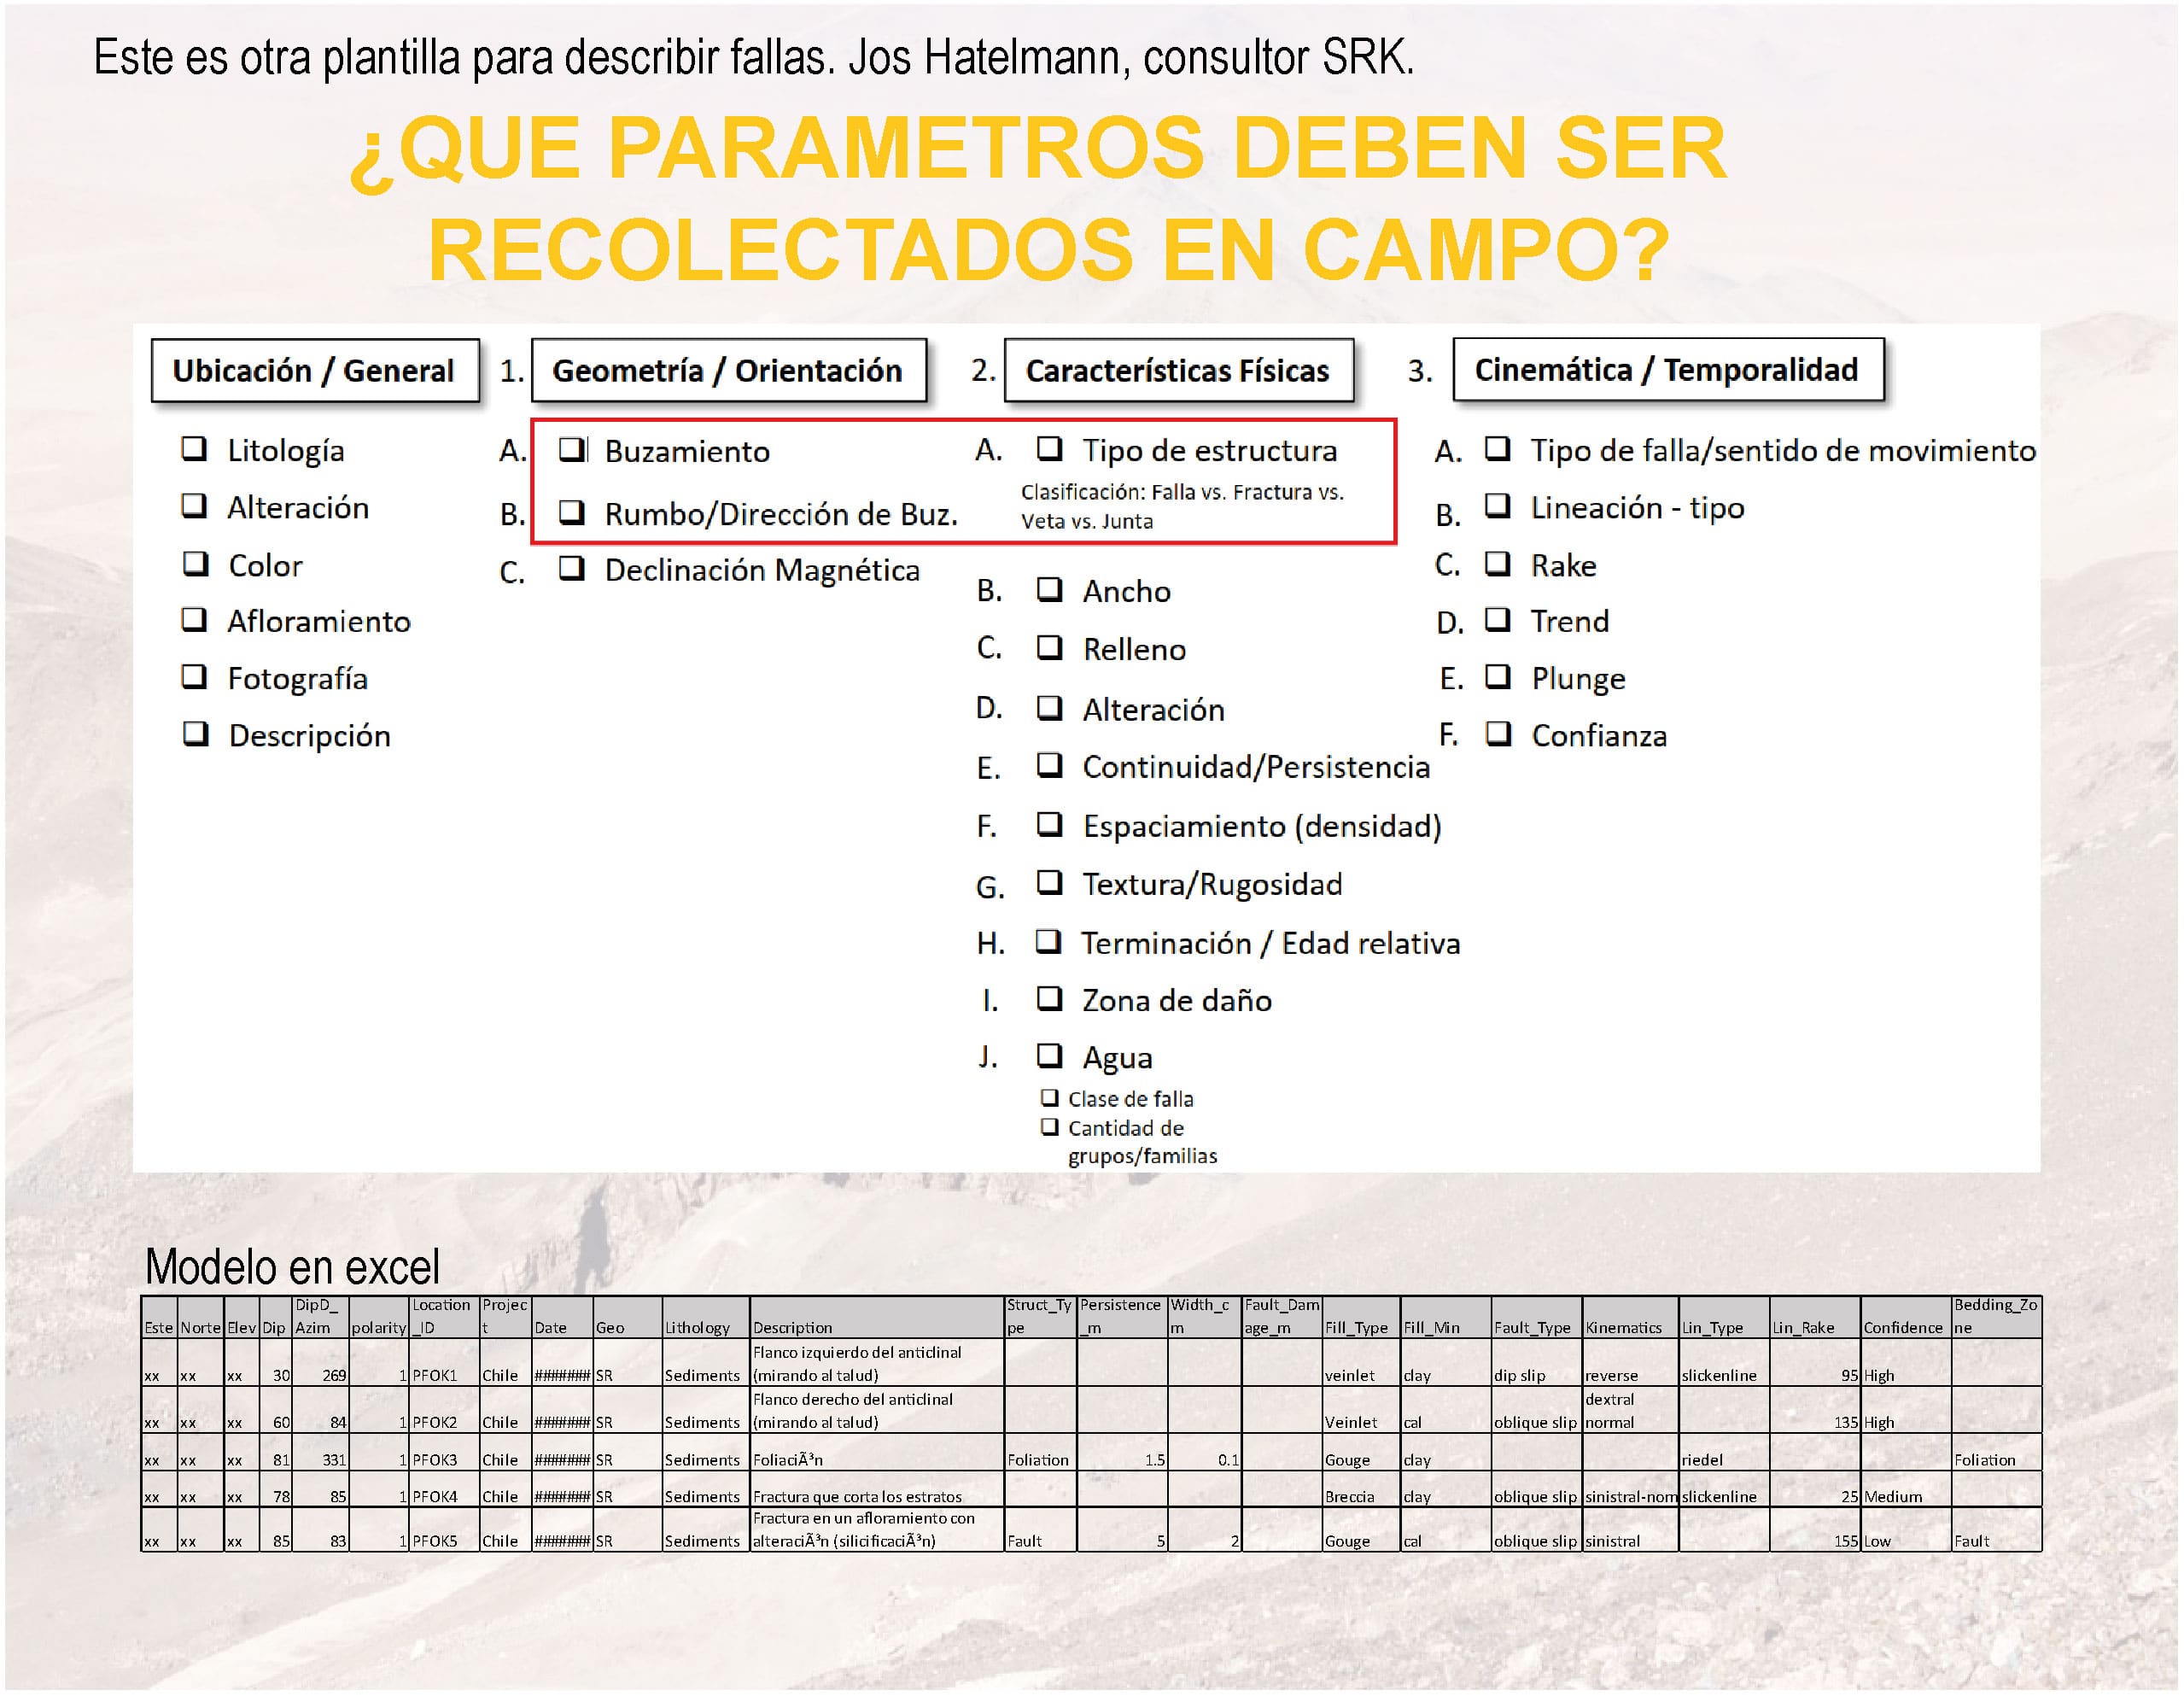 Este es otra plantilla para describir fallas. Jos Hatelmann, consultor SRK.
¿QUE PARAMETROS DEBEN SER
RECOLECTADOS EN CAMPO?
Ubicación / General
❑ Litología
❑ Alteración
❑ Color
❑ Afloramiento
❑ Fotografía
❑ Descripción
1. Geometría / Orientación
A. ❑ Buzamiento
B. ❑ Rumbo/Dirección de Buz.
C. ❑ Declinación Magnética
2. Características Físicas
A. ❑ Tipo de estructura
Clasificación: Falla vs. Fractura vs.
Veta vs. Junta
B. ❑ Ancho
C. ❑ Relleno
D. ❑ Alteración
E. ❑ Continuidad/Persistencia
F. ❑ Espaciamiento (densidad)
G. ❑ Textura/Rugosidad
H. ❑ Terminación / Edad relativa
I. ❑ Zona de daño
J. ❑ Agua
❑ Clase de falla
❑ Cantidad de
grupos/familias
3. Cinemática / Temporalidad
A. ❑ Tipo de falla/sentido de movimiento
B. ❑ Lineación - tipo
C. ❑ Rake
D. ❑ Trend
E. ❑ Plunge
F. ❑ Confianza
Modelo en excel
Este Norte Elev Dip DipD_Azim polarity Location_ID Project Date Geo Lithology Description Struct_Type Persistence_m Width_cm Fault_Damage_m Fill_Type Fill_Min Fault_Type Kinematics Lin_Type Lin_Rake Confidence Bedding_Zone
xx xx xx 30 269 1 PFOK1 Chile ####### SR Sediments Flanco izquierdo del anticlinal (mirando al talud) veinlet clay dip slip reverse slickenline 95 High
xx xx xx 60 84 1 PFOK2 Chile ####### SR Sediments Flanco derecho del anticlinal (mirando al talud) Veinlet cal oblique slip dextral normal 135 High
xx xx xx 81 331 1 PFOK3 Chile ####### SR Sediments FoliaciÃ³n Foliation 1.5 0.1 Gouge clay riedel Foliation
xx xx xx 78 85 1 PFOK4 Chile ####### SR Sediments Fractura que corta los estratos Breccia clay oblique slip sinistral-nom slickenline 25 Medium
xx xx xx 85 83 1 PFOK5 Chile ####### SR Sediments Fractura en un afloramiento con alteraciÃ³n (silicificaciÃ³n) Fault 5 2 Gouge cal oblique slip sinistral 155 Low Fault